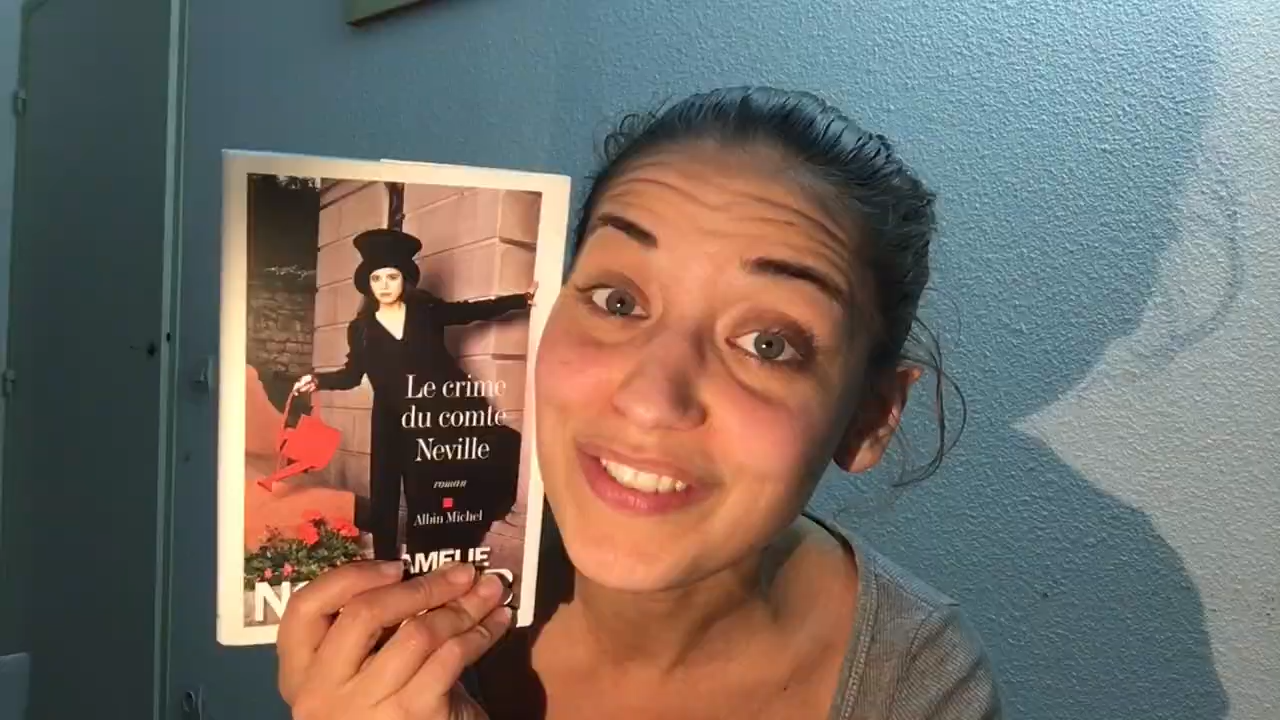 Le crime
du comte
Neville
roman
Albin Michel
AMELIE